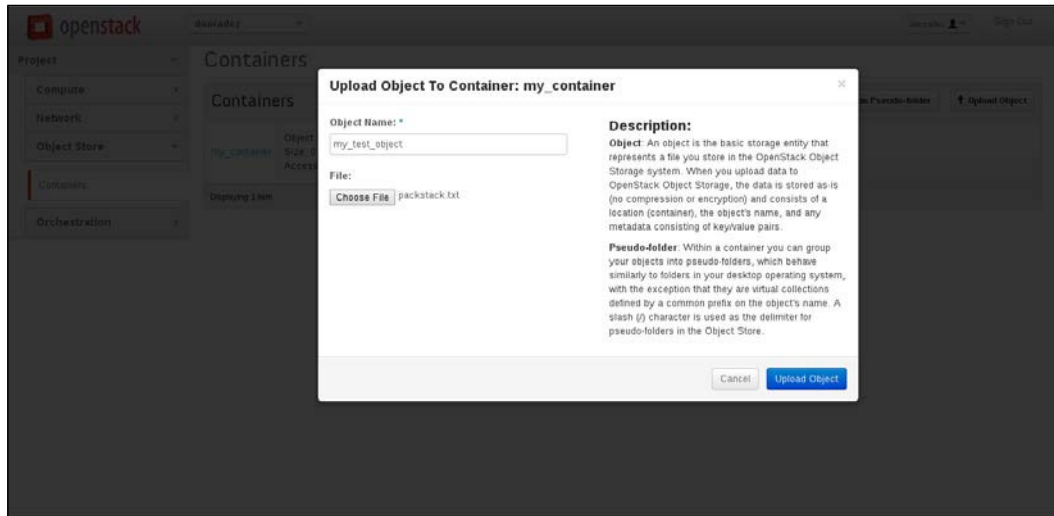 openstack
dnarader
Sign Out
Project
Compute
Network
Object Store
Containers
Orchestration
Containers
Containers
Upload Object
my_container
Object
Size: 0
Access
Displaying 1 item
Upload Object To Container: my_container
×
Object Name: *
my_test_object
File:
Choose File packstack.txt
Description:
Object: An object is the basic storage entity that
represents a file you store in the OpenStack Object
Storage system. When you upload data to
OpenStack Object Storage, the data is stored as-is
(no compression or encryption) and consists of a
location (container), the object's name, and any
metadata consisting of key/value pairs.
Pseudo-folder: Within a container you can group
your objects into pseudo-folders, which behave
similarly to folders in your desktop operating system,
with the exception that they are virtual collections
defined by a common prefix on the object's name. A
slash (/) character is used as the delimiter for
pseudo-folders in the Object Store.
Cancel
Upload Object